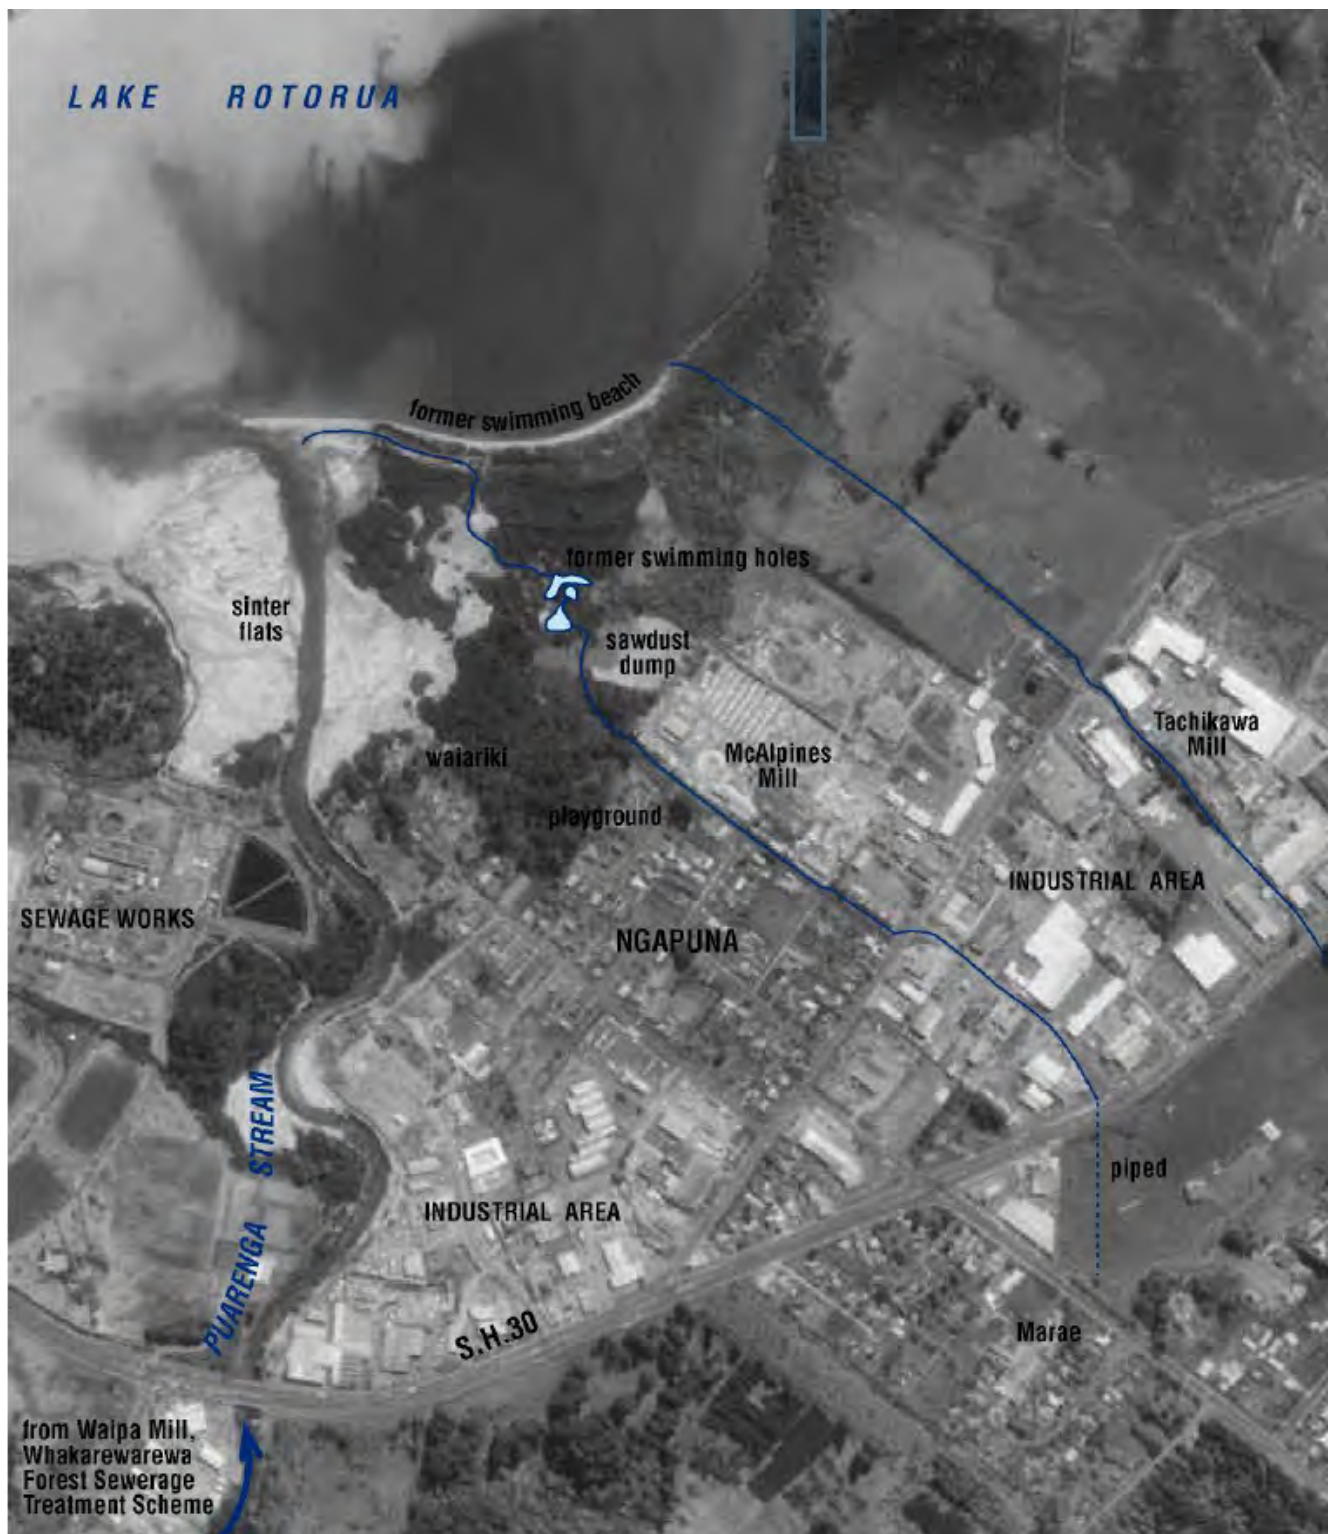 LAKE ROTORUA
former swimming beach
former swimming holes
sinter
flats
sawdust
dump
Tachikawa
Mill
waiariki
McAlpines
Mill
playground
INDUSTRIAL AREA
SEWAGE WORKS
NGAPUNA
PUARENGA STREAM
piped
INDUSTRIAL AREA
S.H.30
Marae
from Waipa Mill,
Whakarewarewa
Forest Sewerage
Treatment Scheme